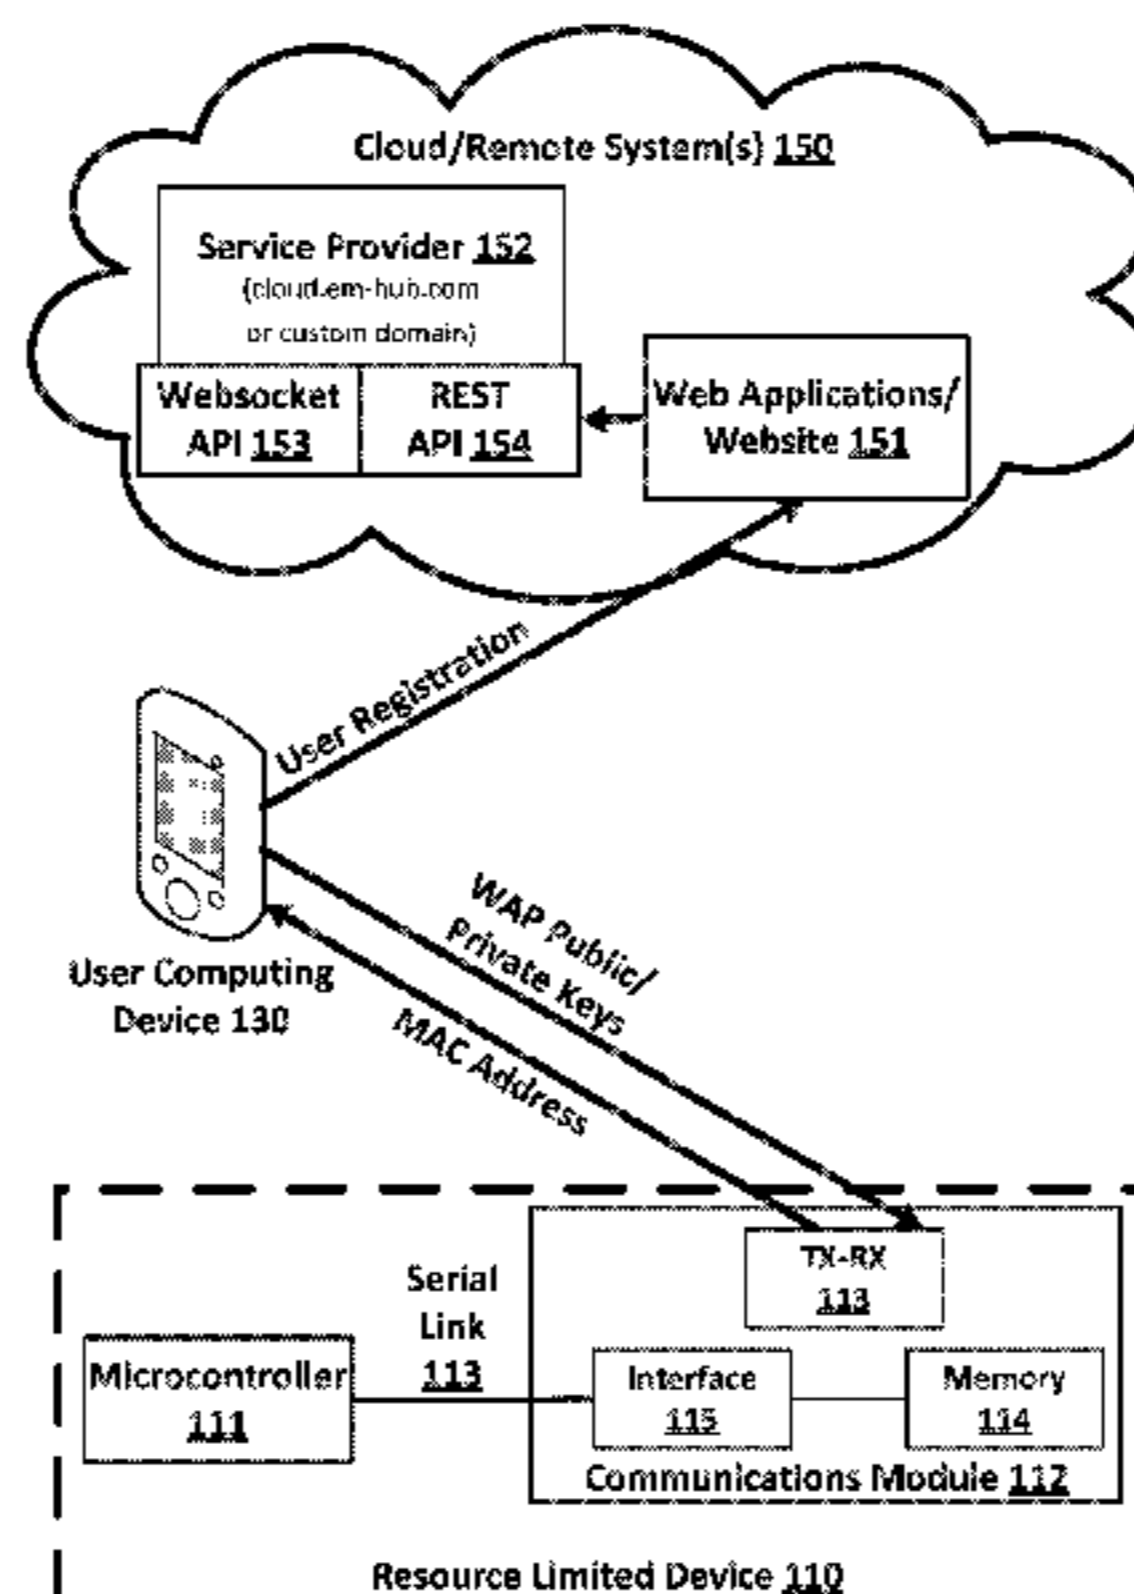 Cloud/Remote System(s) 150
Service Provider 152
(cloud.em-hub.com
or custom domain)
Websocket
API 153
REST
API 154
Web Applications/
Website 151
User Registration
WAP Public/
Private Keys
User Computing
Device 130
MAC Address
TX-RX
113
Serial
Link
113
Microcontroller
111
Interface
115
Memory
114
Communications Module 112
Resource Limited Device 110